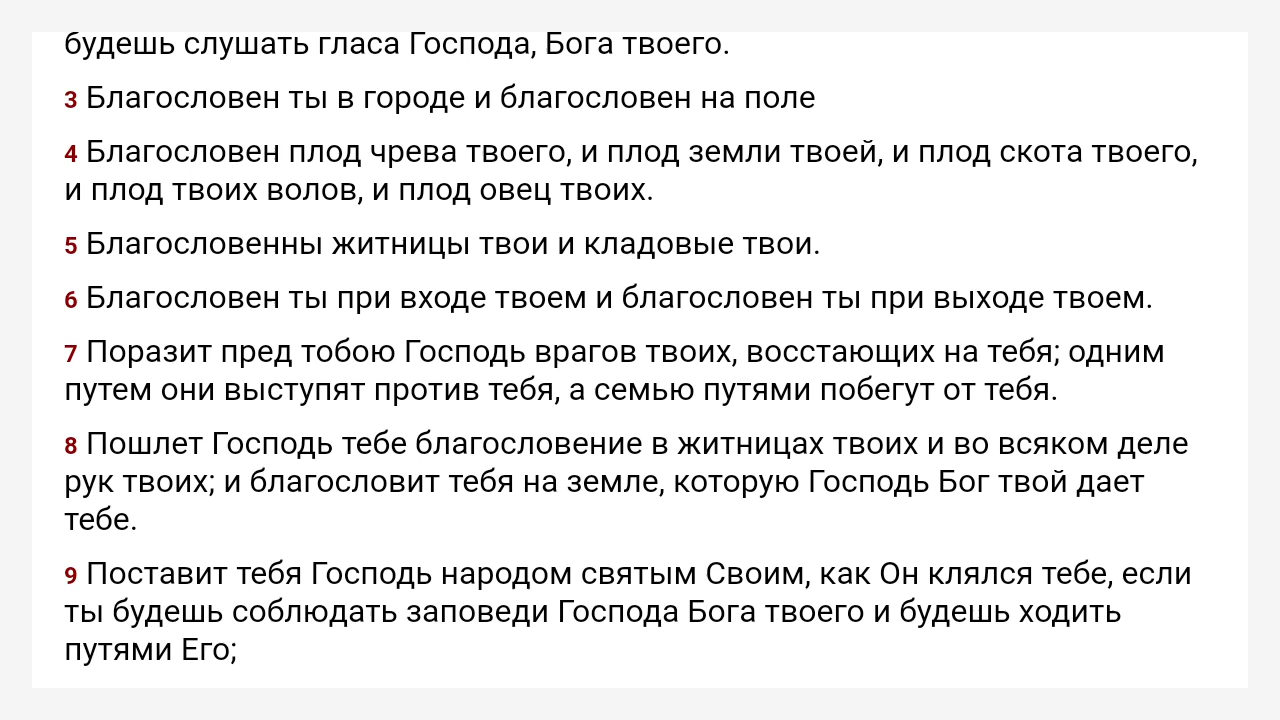 будешь слушать гласа Господа, Бога твоего.
3 Благословен ты в городе и благословен на поле
4 Благословен плод чрева твоего, и плод земли твоей, и плод скота твоего,
и плод твоих волов, и плод овец твоих.
5 Благословенны житницы твои и кладовые твои.
6 Благословен ты при входе твоем и благословен ты при выходе твоем.
7 Поразит пред тобою Господь врагов твоих, восстающих на тебя; одним
путем они выступят против тебя, а семью путями побегут от тебя.
8 Пошлет Господь тебе благословение в житницах твоих и во всяком деле
рук твоих; и благословит тебя на земле, которую Господь Бог твой дает
тебе.
9 Поставит тебя Господь народом святым Своим, как Он клялся тебе, если
ты будешь соблюдать заповеди Господа Бога твоего и будешь ходить
путями Его;